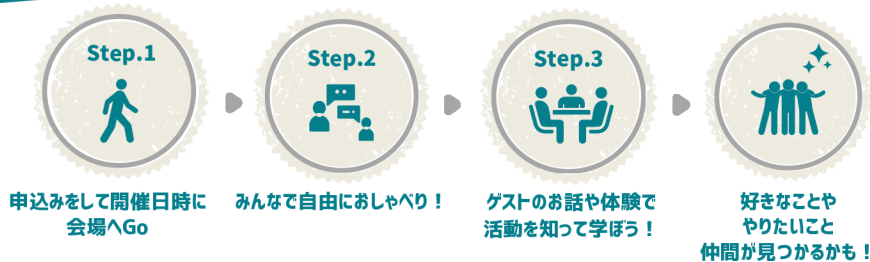 Step.1
申込みをして開催日時に
会場へGo
Step.2
みんなで自由におしゃべり！
Step.3
ゲストのお話や体験で
活動を知って学ぼう！
好きなことや
やりたいこと
仲間が見つかるかも！